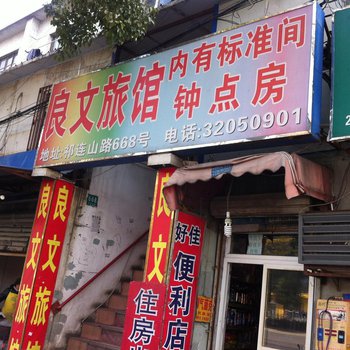 良文旅馆
内有标准间
钟点房
地址:祁连山路668号 电话:32050901
良文旅馆
良文旅
良文
住房
好佳
便利店